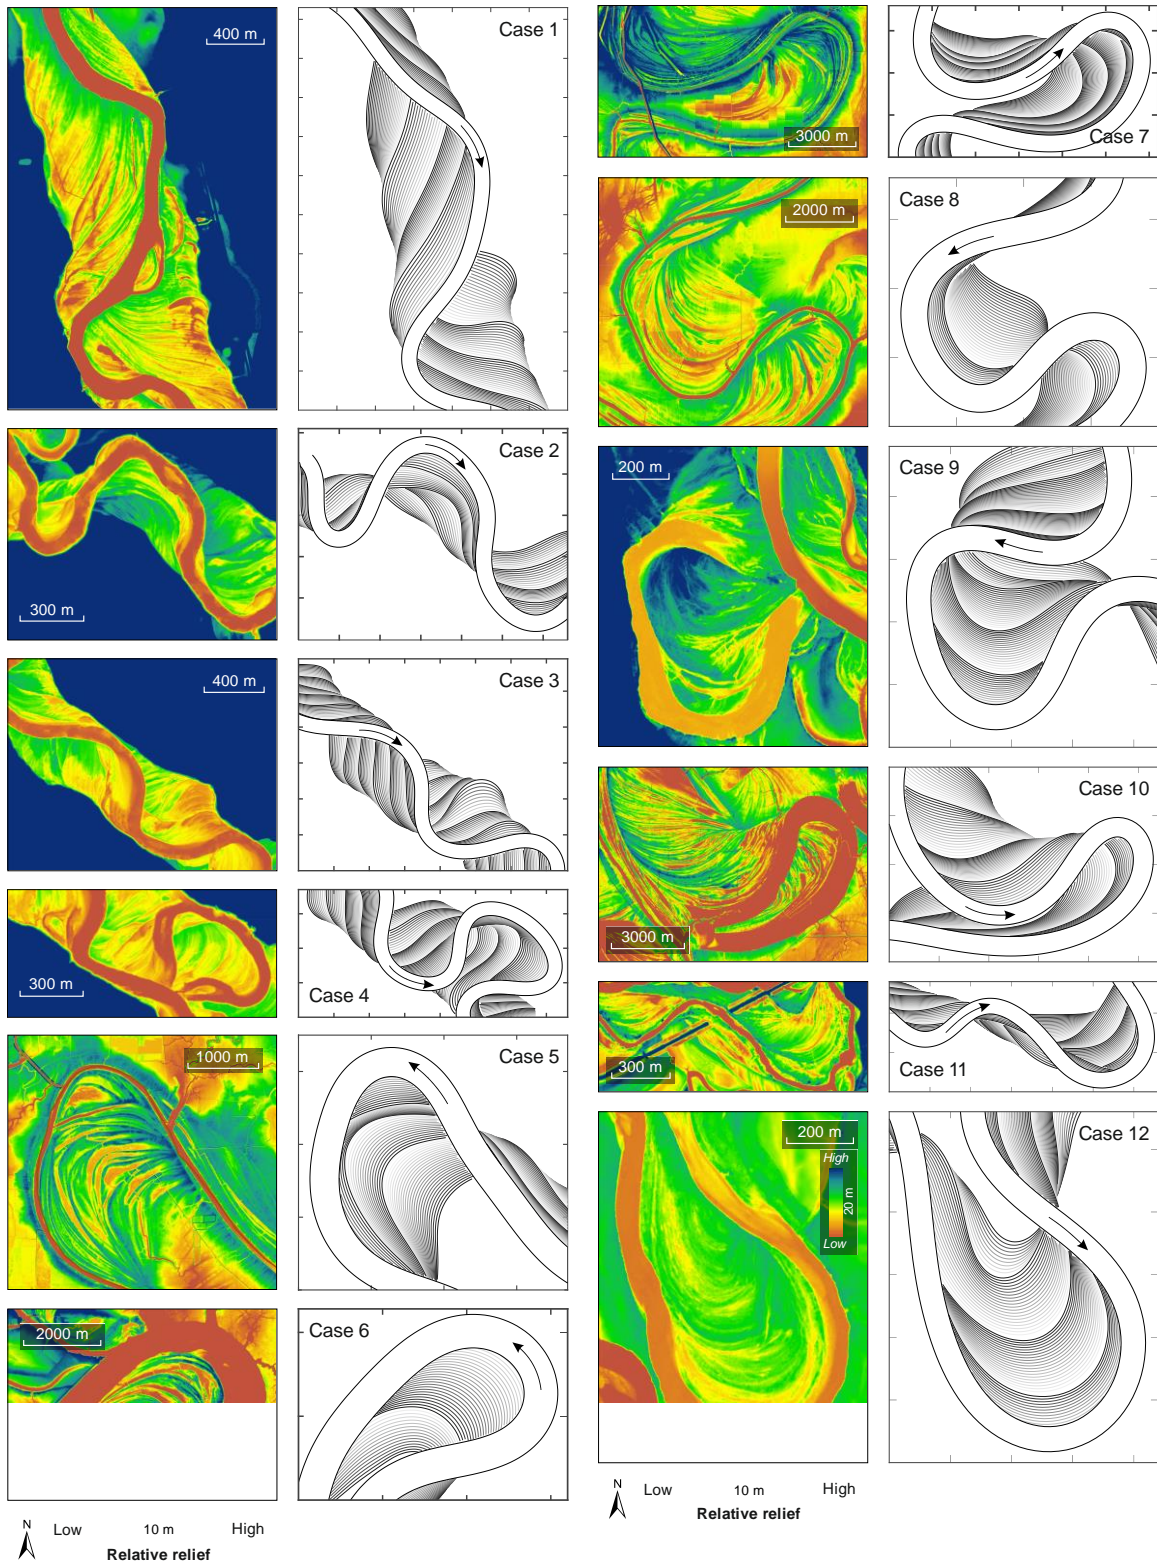 400 m
Case 1
300 m
Case 2
400 m
Case 3
300 m
Case 4
1000 m
Case 5
2000 m
Case 6
N
Low 10 m High
Relative relief
3000 m
Case 7
2000 m
Case 8
200 m
Case 9
3000 m
Case 10
300 m
Case 11
200 m
High
20 m
Low
Case 12
N
Low 10 m High
Relative relief